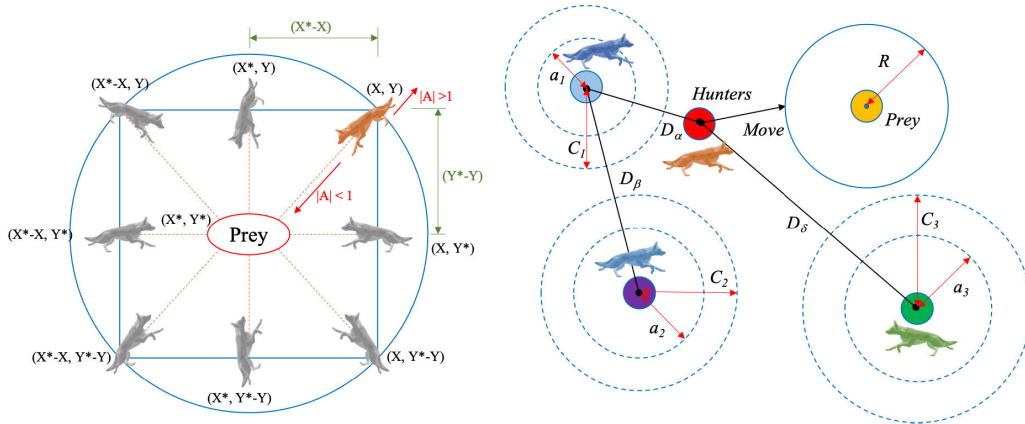 (X*-X)
(X*-X, Y)
(X*, Y)
(X, Y)
|A| >1
|A| < 1
(Y*-Y)
(X*-X, Y*)
(X*, Y*)
Prey
(X, Y*)
(X*-X, Y*-Y)
(X*, Y*-Y)
(X, Y*-Y)
a1
C1
Hunters
Dα
Move
R
Prey
Dβ
C2
a2
Dδ
C3
a3